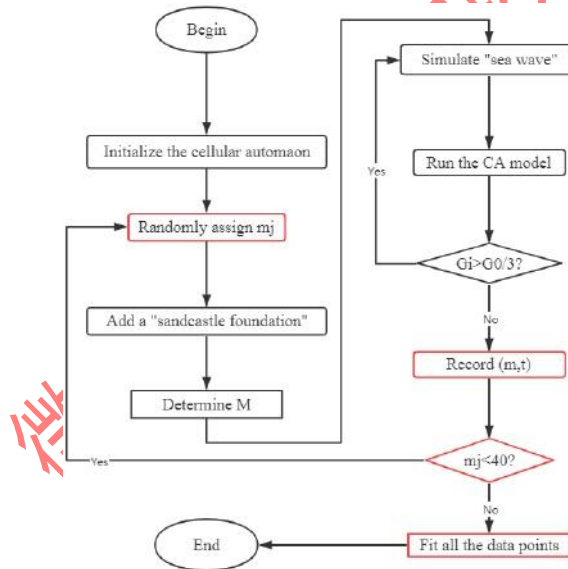 Begin
Initialize the cellular automaon
Randomly assign mj
Add a "sandcastle foundation"
Determine M
Simulate "sea wave"
Run the CA model
Yes
Gi>G0/3?
No
Record (m,t)
mj<40?
Yes
No
Fit all the data points
End